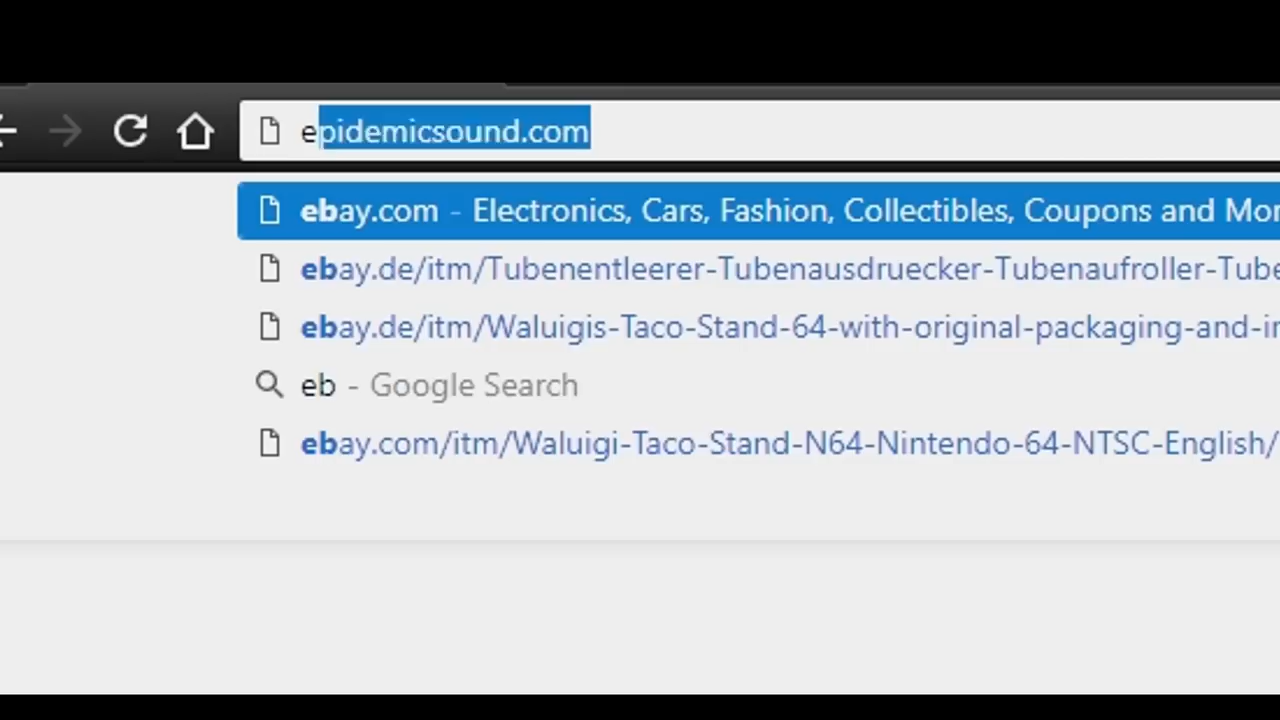 epidemicsound.com
ebay.com - Electronics, Cars, Fashion, Collectibles, Coupons and Mor
ebay.de/itm/Tubenentleerer-Tubenausdruecker-Tubenaufroller-Tube
ebay.de/itm/Waluigis-Taco-Stand-64-with-original-packaging-and-i
eb - Google Search
ebay.com/itm/Waluigi-Taco-Stand-N64-Nintendo-64-NTSC-English/